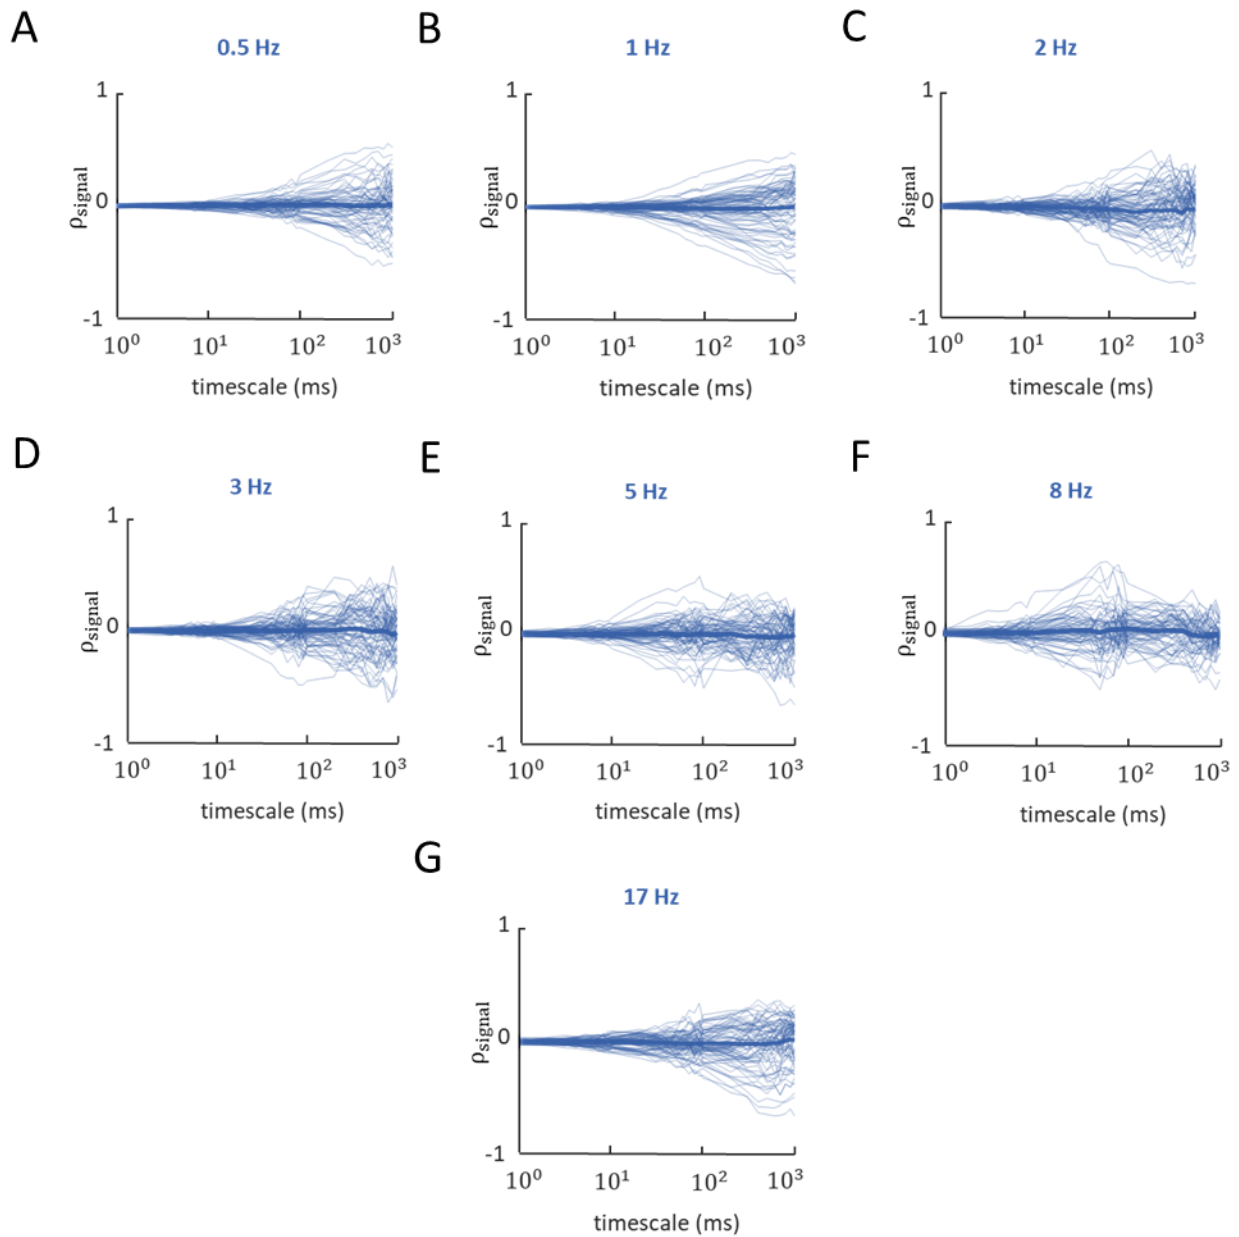 A
0.5 Hz
1
0
-1
ρsignal
10⁰ 10¹ 10² 10³
timescale (ms)
B
1 Hz
1
0
-1
ρsignal
10⁰ 10¹ 10² 10³
timescale (ms)
C
2 Hz
1
0
-1
ρsignal
10⁰ 10¹ 10² 10³
timescale (ms)
D
3 Hz
1
0
-1
ρsignal
10⁰ 10¹ 10² 10³
timescale (ms)
E
5 Hz
1
0
-1
ρsignal
10⁰ 10¹ 10² 10³
timescale (ms)
F
8 Hz
1
0
-1
ρsignal
10⁰ 10¹ 10² 10³
timescale (ms)
G
17 Hz
1
0
-1
ρsignal
10⁰ 10¹ 10² 10³
timescale (ms)